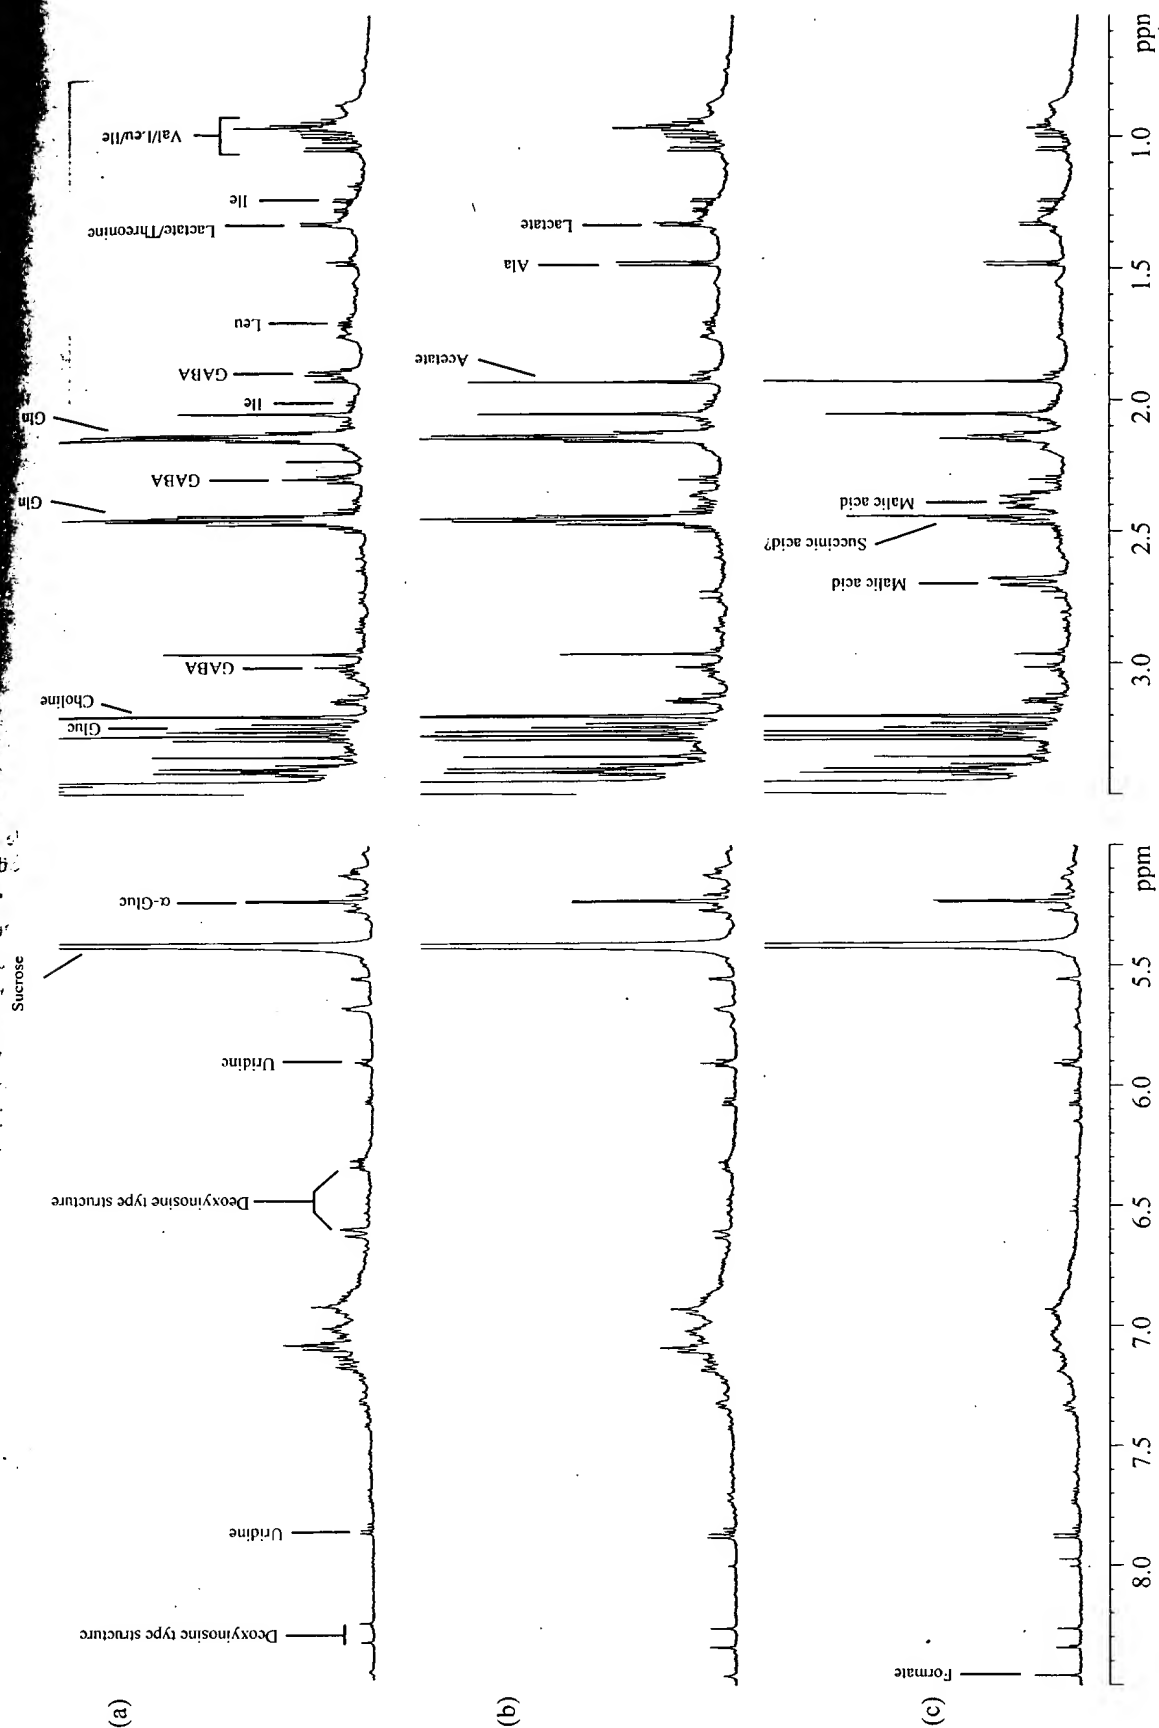 (a)
Deoxyinosine type structure
Uridine
Deoxyinosine type structure
Uridine
Sucrose
α-Gluc
Gluc
Choline
GABA
Gln
GABA
Gln
Ile
GABA
Leu
Lactate/Threonine
Ile
Val/Leu/Ile
(b)
Acetate
Ala
Lactate
(c)
Formate
Malic acid
Succinic acid?
Malic acid
8.0 7.5 7.0 6.5 6.0 5.5 ppm
3.0 2.5 2.0 1.5 1.0 ppm